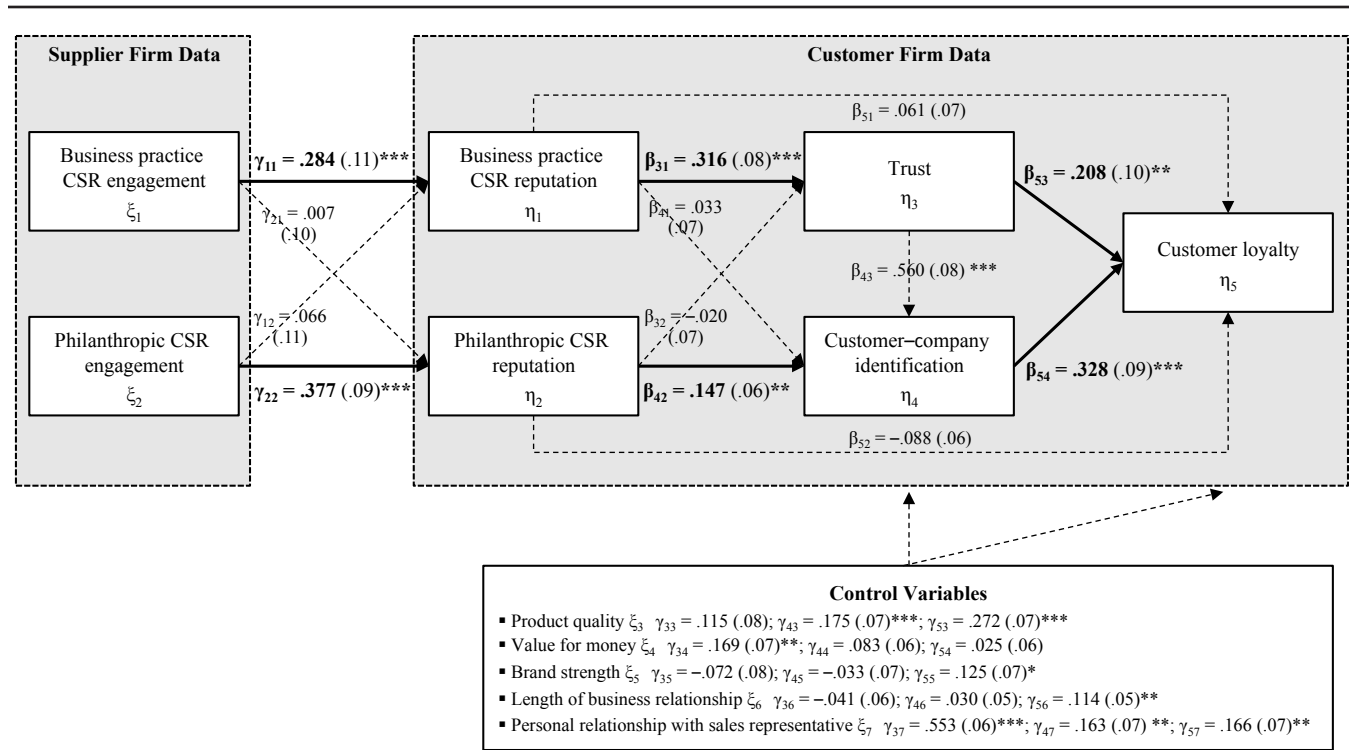 Supplier Firm Data
Customer Firm Data
β51 = .061 (.07)
Business practice
CSR engagement
ξ1
γ11 = .284 (.11)***
Business practice
CSR reputation
η1
β31 = .316 (.08)***
Trust
η3
β53 = .208 (.10) **
γ21 = .007
(.10)
β41 = .033
(.07)
β43 = .560 (.08) ***
Customer loyalty
η5
γ12 = .066
(.11)
β32 = −.020
(.07)
Philanthropic CSR
engagement
ξ2
γ22 = .377 (.09)***
Philanthropic CSR
reputation
η2
β42 = .147 (.06)**
Customer–company
identification
η4
β54 = .328 (.09)***
β52 = −.088 (.06)
Control Variables
▪ Product quality ξ3 γ33 = .115 (.08); γ43 = .175 (.07)***; γ53 = .272 (.07)***
▪ Value for money ξ4 γ34 = .169 (.07)**; γ44 = .083 (.06); γ54 = .025 (.06)
▪ Brand strength ξ5 γ35 = −.072 (.08); γ45 = −.033 (.07); γ55 = .125 (.07)*
▪ Length of business relationship ξ6 γ36 = −.041 (.06); γ46 = .030 (.05); γ56 = .114 (.05)**
▪ Personal relationship with sales representative ξ7 γ37 = .553 (.06)***; γ47 = .163 (.07) **; γ57 = .166 (.07)**